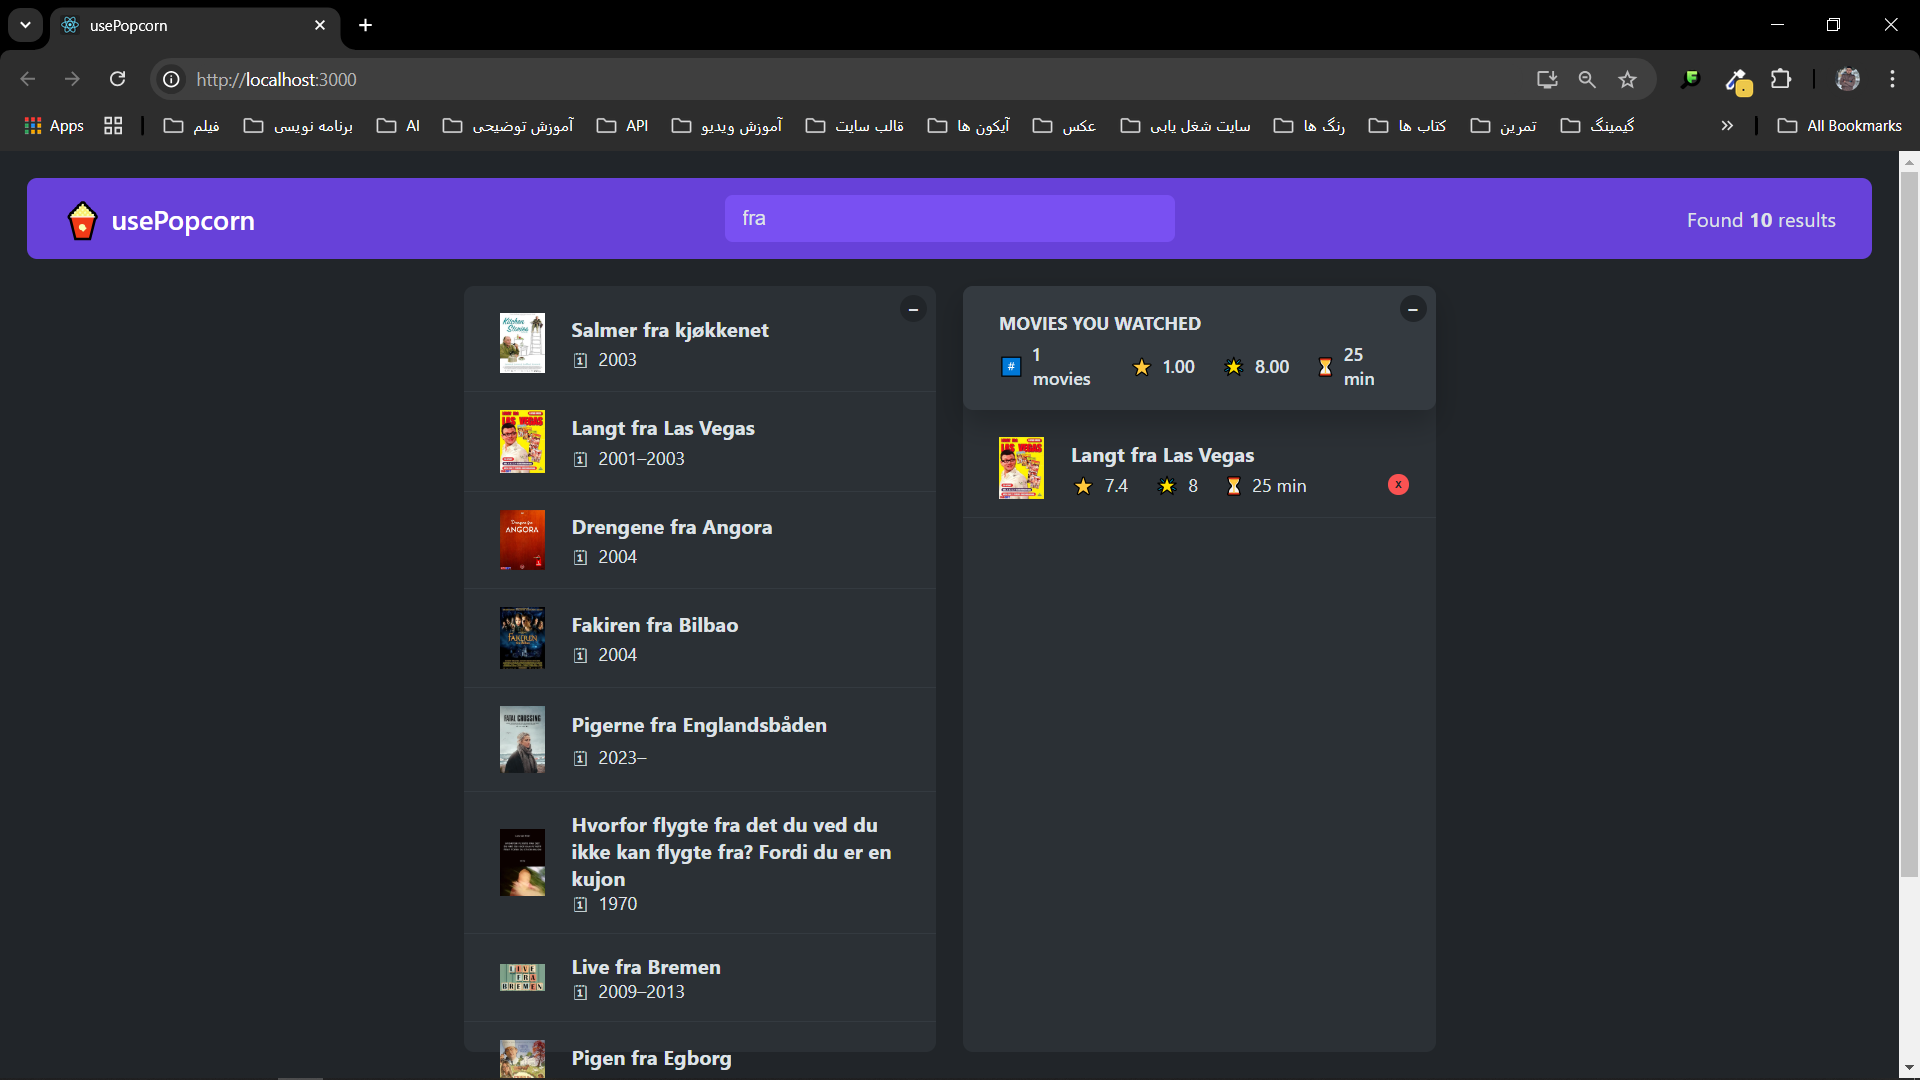 usePopcorn
http://localhost:3000
Apps
فیلم
برنامه نویسی
AI
آموزش توضیحی
API
آموزش ویدیو
قالب سایت
آیکون ها
عکس
سایت شغل یابی
رنگ ها
کتاب ها
تمرین
گیمینگ
All Bookmarks
usePopcorn
fra
Found 10 results
Salmer fra kjøkkenet
2003
Langt fra Las Vegas
2001–2003
Drengene fra Angora
2004
Fakiren fra Bilbao
2004
Pigerne fra Englandsbåden
2023–
Hvorfor flygte fra det du ved du
ikke kan flygte fra? Fordi du er en
kujon
1970
Live fra Bremen
2009–2013
Pigen fra Egborg
MOVIES YOU WATCHED
# 1 movies
1.00
8.00
25 min
Langt fra Las Vegas
7.4 8 25 min
x